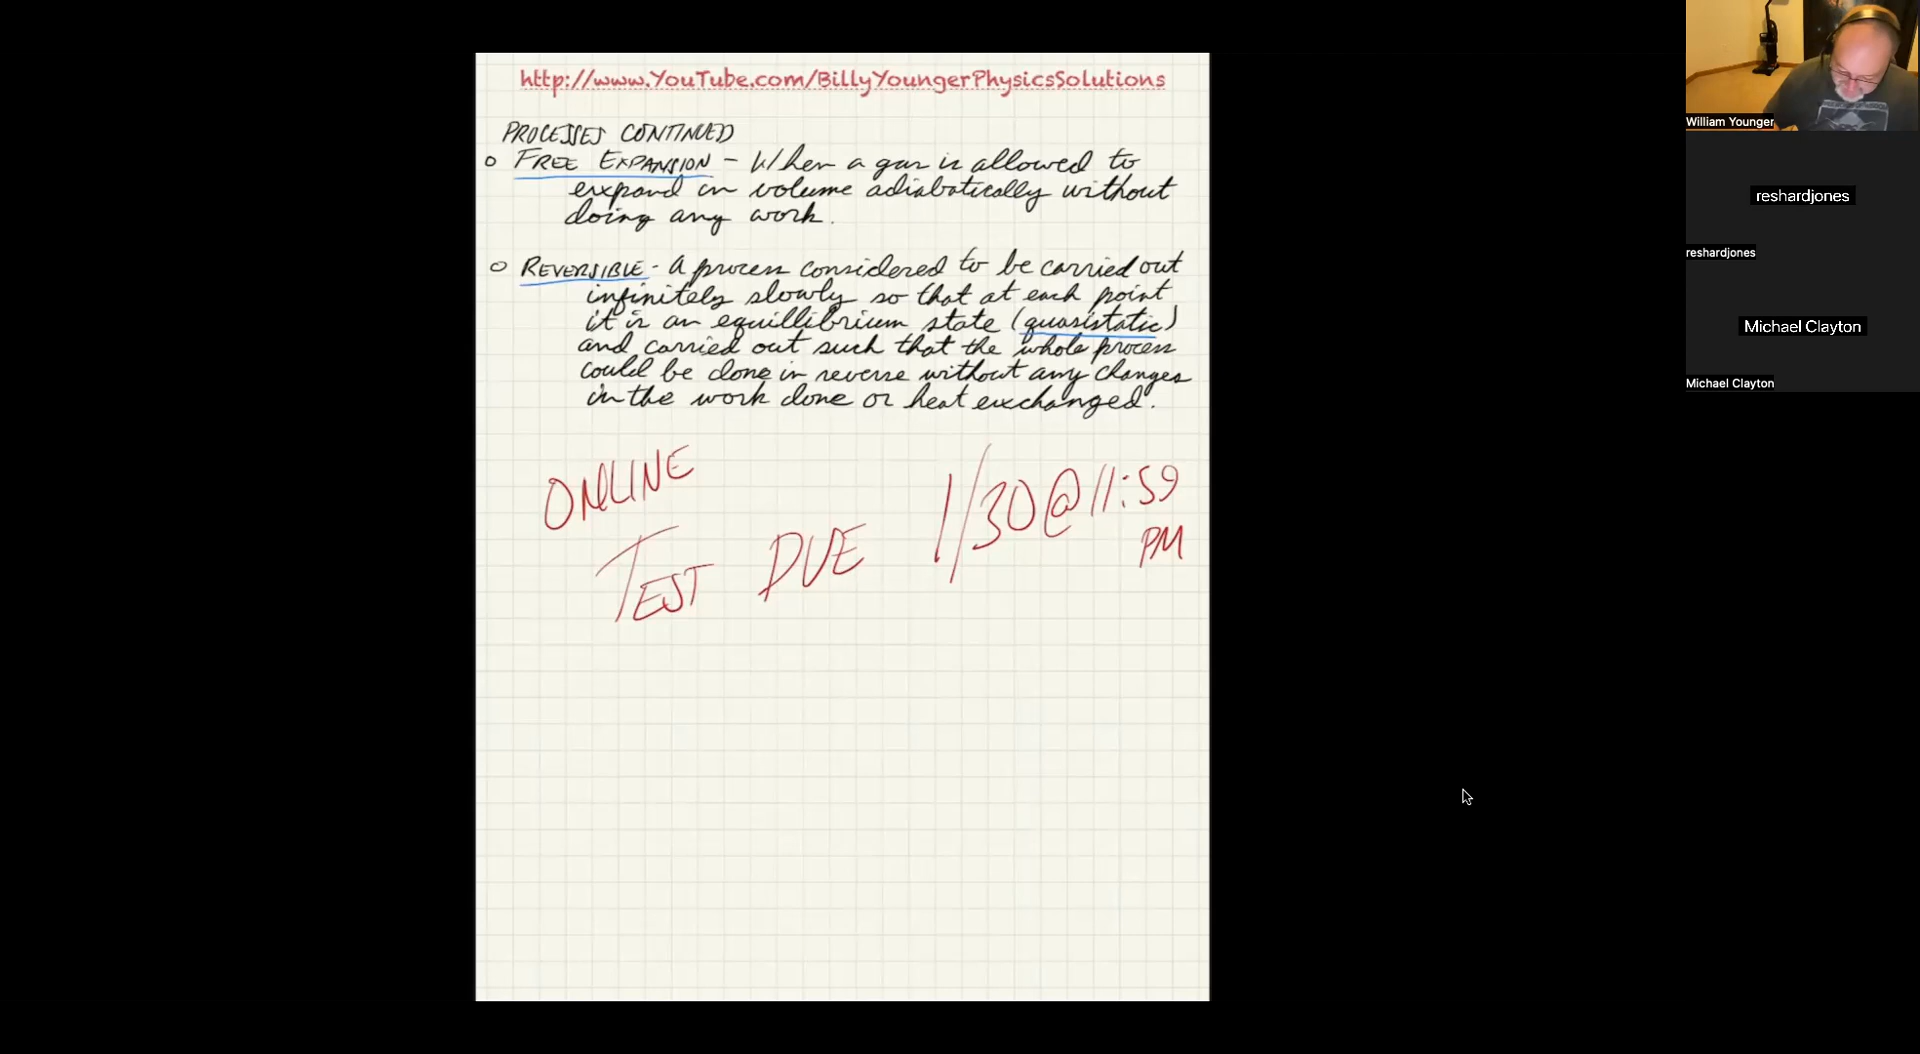 http://www.YouTube.com/BillyYoungerPhysicsSolutions
PROCESSES CONTINUED
○ FREE EXPANSION - When a gas is allowed to
expand in volume adiabatically without
doing any work.
○ REVERSIBLE - A process considered to be carried out
infinitely slowly so that at each point
it is an equillibrium state (quasistatic)
and carried out such that the whole process
could be done in reverse without any changes
in the work done or heat exchanged.
ONLINE
TEST DUE 1/30 @ 11:59
PM
William Younger
reshardjones
reshardjones
Michael Clayton
Michael Clayton